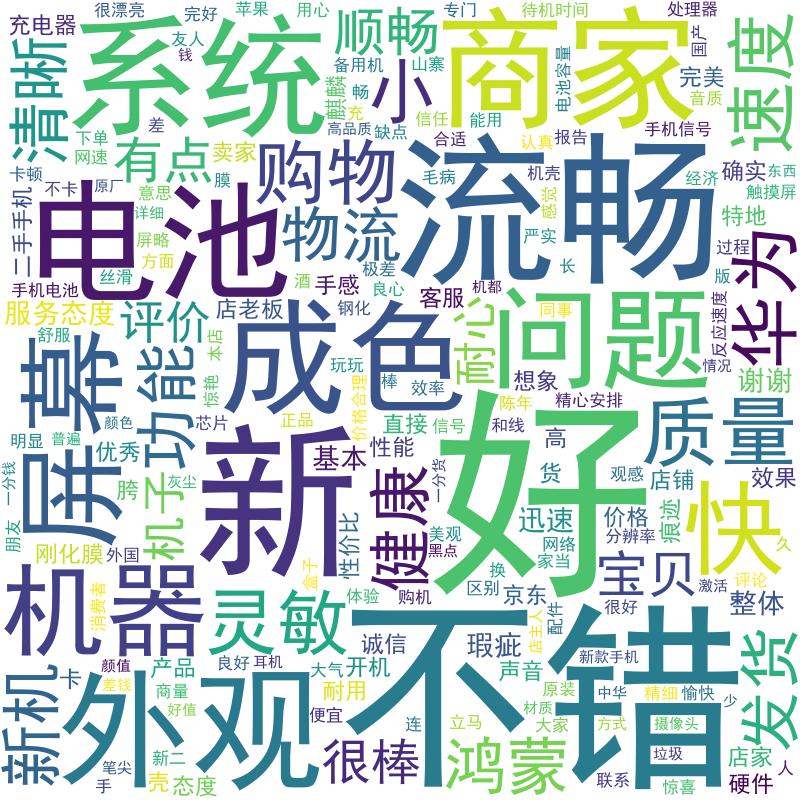 充电器
很漂亮
完好
苹果
用心
专门
待机时间
处理器
友人
钱
系统
顺畅
商家
国产
速度
清晰
备用机
山寨
电池容量
完美
音质
麒麟
畅
小
充
信任
能用
差
高品质
缺点
合适
认真
报告
手机信号
下单
网速
有点
卖家
购物
流畅
卡顿
不卡
原厂
膜
毛病
机壳
经济
确实
东西
触摸屏
二手手机
意思
详细
感觉
特地
电池
物流
严实
屏略
方面
丝滑
极差
良心
长
过程
版
华为
手机电池
酒
手感
钢化
客服
机都
反应速度
服务态度
评价
店老板
成色
耐心
问题
同事
情况
舒服
本店
惊艳
屏幕
功能
玩玩
棒
效率
想象
谢谢
颜色
芯片
正品
价格合理
直接
信号
陈年
和线
精心安排
质量
明显
普遍
优秀
新
基本
性能
好
高
货
观感
店铺
效果
一分钱
朋友
灰尘
胯
机子
健康
一分货
迅速
价格
痕迹
刚化膜
外国
性价比
美观
黑点
网络
家当
分辨率
快
久
机器
消费者
盒子
体验
购机
换
区别
京东
宝贝
激活
评论
整体
灵敏
不错
诚信
瑕疵
店主人
配件
很好
新机
卡
颜值
产品
外观
良好
耳机
大气
开机
声音
新款手机
发货
差钱
商量
好值
耐用
原装
材质
中华
精细
愉快
少
便宜
连
立马
大家
方式
摄像头
笔尖
新二
很棒
鸿蒙
垃圾
店家
手
壳
态度
联系
惊喜
硬件
人